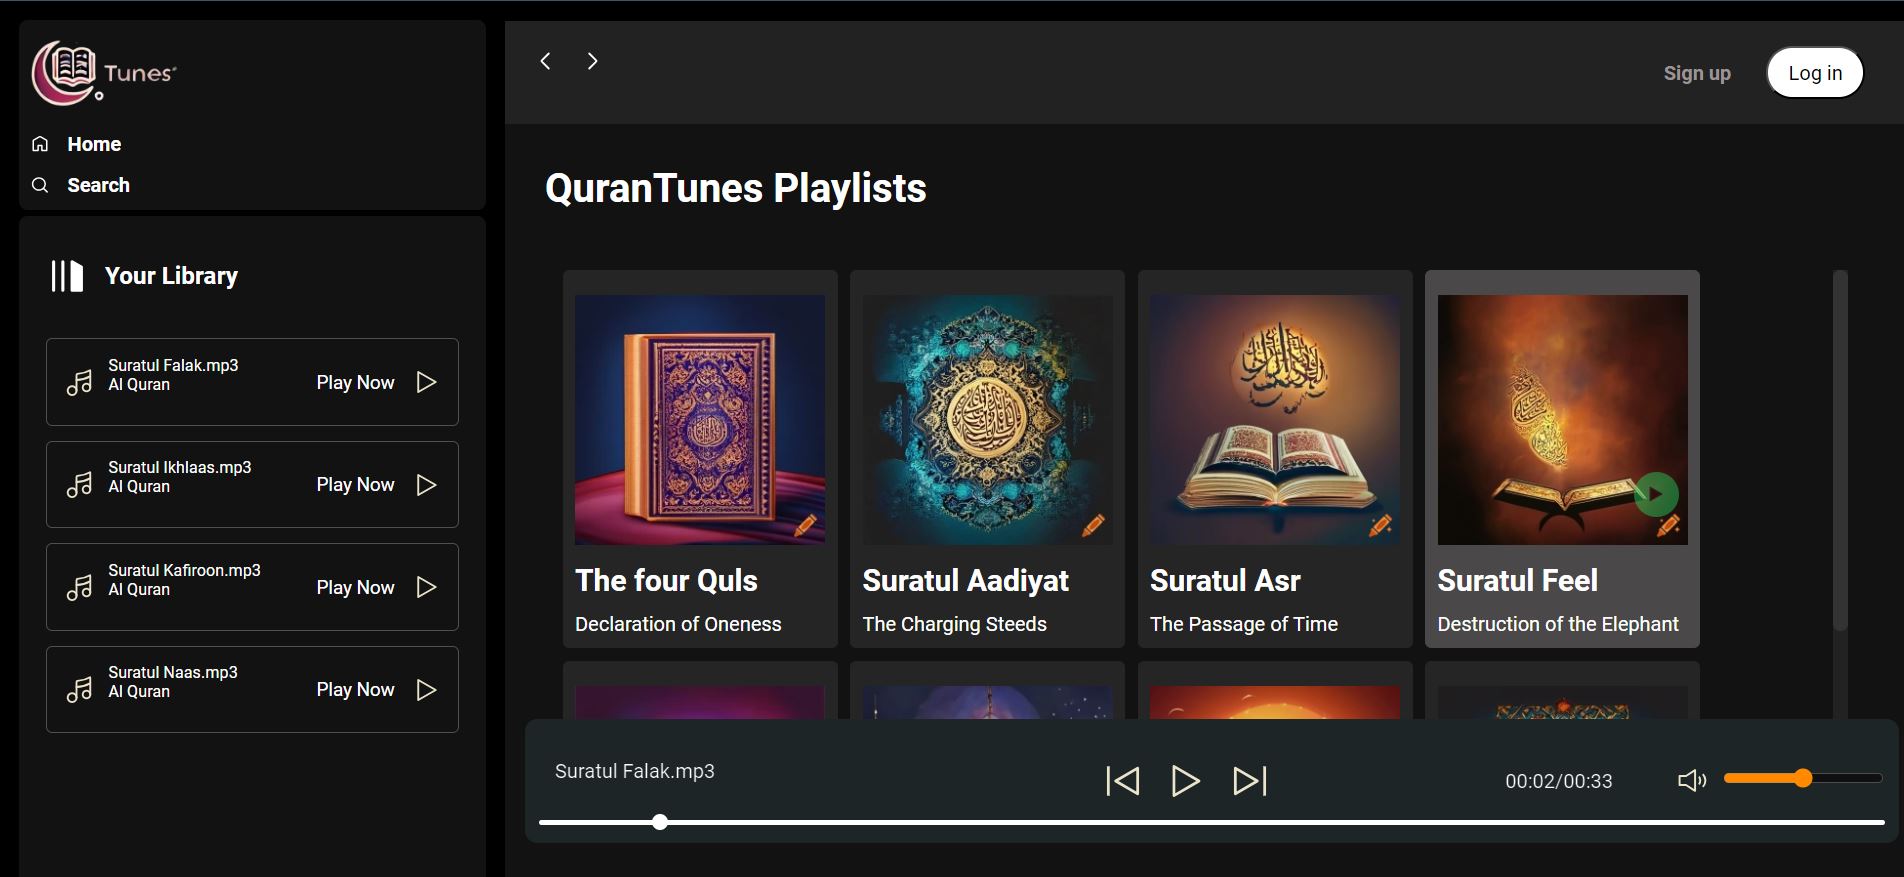 Tunes
Home
Search
Your Library
Suratul Falak.mp3
Al Quran
Play Now
Suratul Ikhlaas.mp3
Al Quran
Play Now
Suratul Kafiroon.mp3
Al Quran
Play Now
Suratul Naas.mp3
Al Quran
Play Now
Sign up
Log in
QuranTunes Playlists
The four Quls
Declaration of Oneness
Suratul Aadiyat
The Charging Steeds
Suratul Asr
The Passage of Time
Suratul Feel
Destruction of the Elephant
Suratul Falak.mp3
00:02/00:33